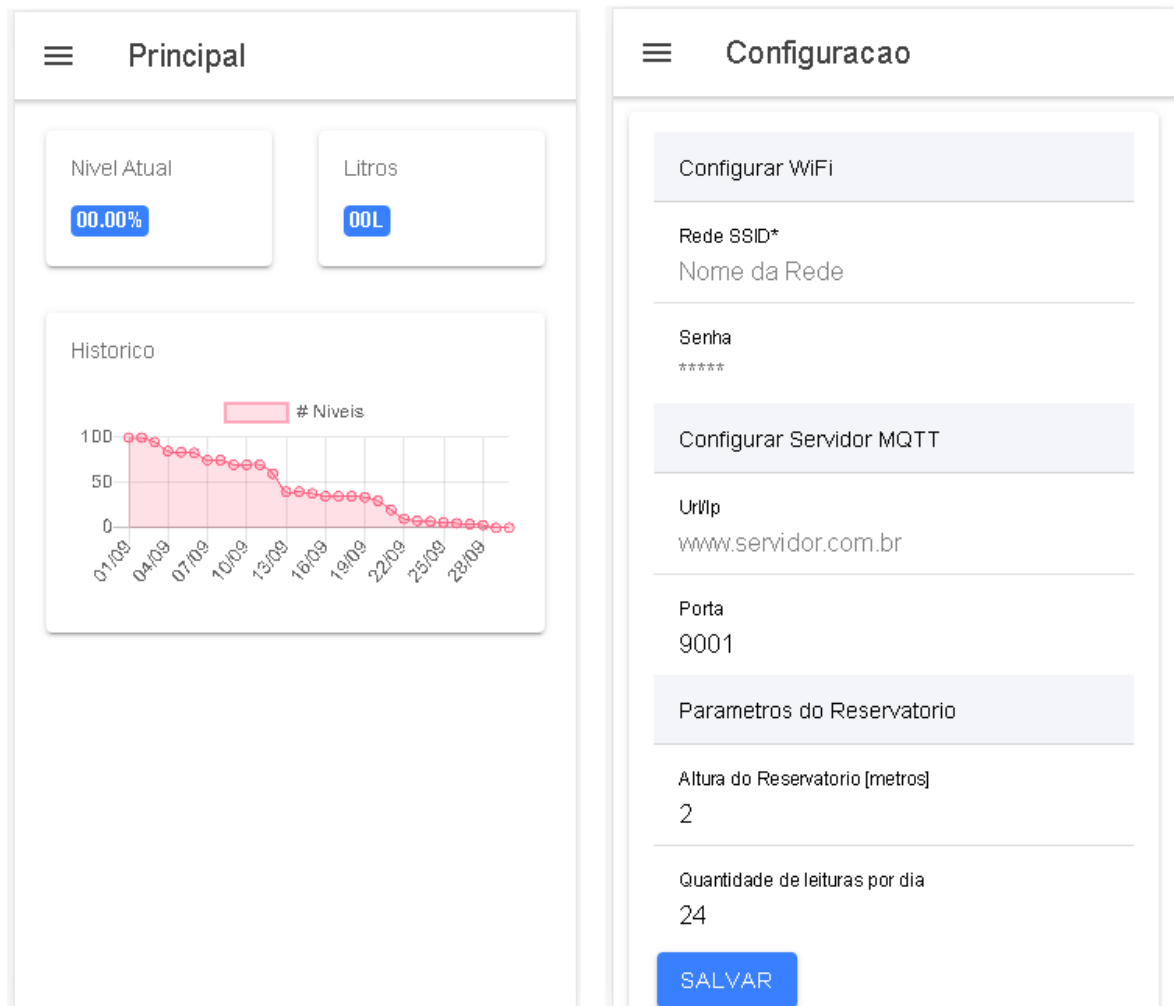 Principal
Nivel Atual
00.00%
Litros
00L
Historico
# Niveis
100
50
0
01/09 04/09 07/09 10/09 13/09 16/09 19/09 22/09 25/09 28/09
Configuracao
Configurar WiFi
Rede SSID*
Nome da Rede
Senha
*****
Configurar Servidor MQTT
Url/Ip
www.servidor.com.br
Porta
9001
Parametros do Reservatorio
Altura do Reservatorio [metros]
2
Quantidade de leituras por dia
24
SALVAR